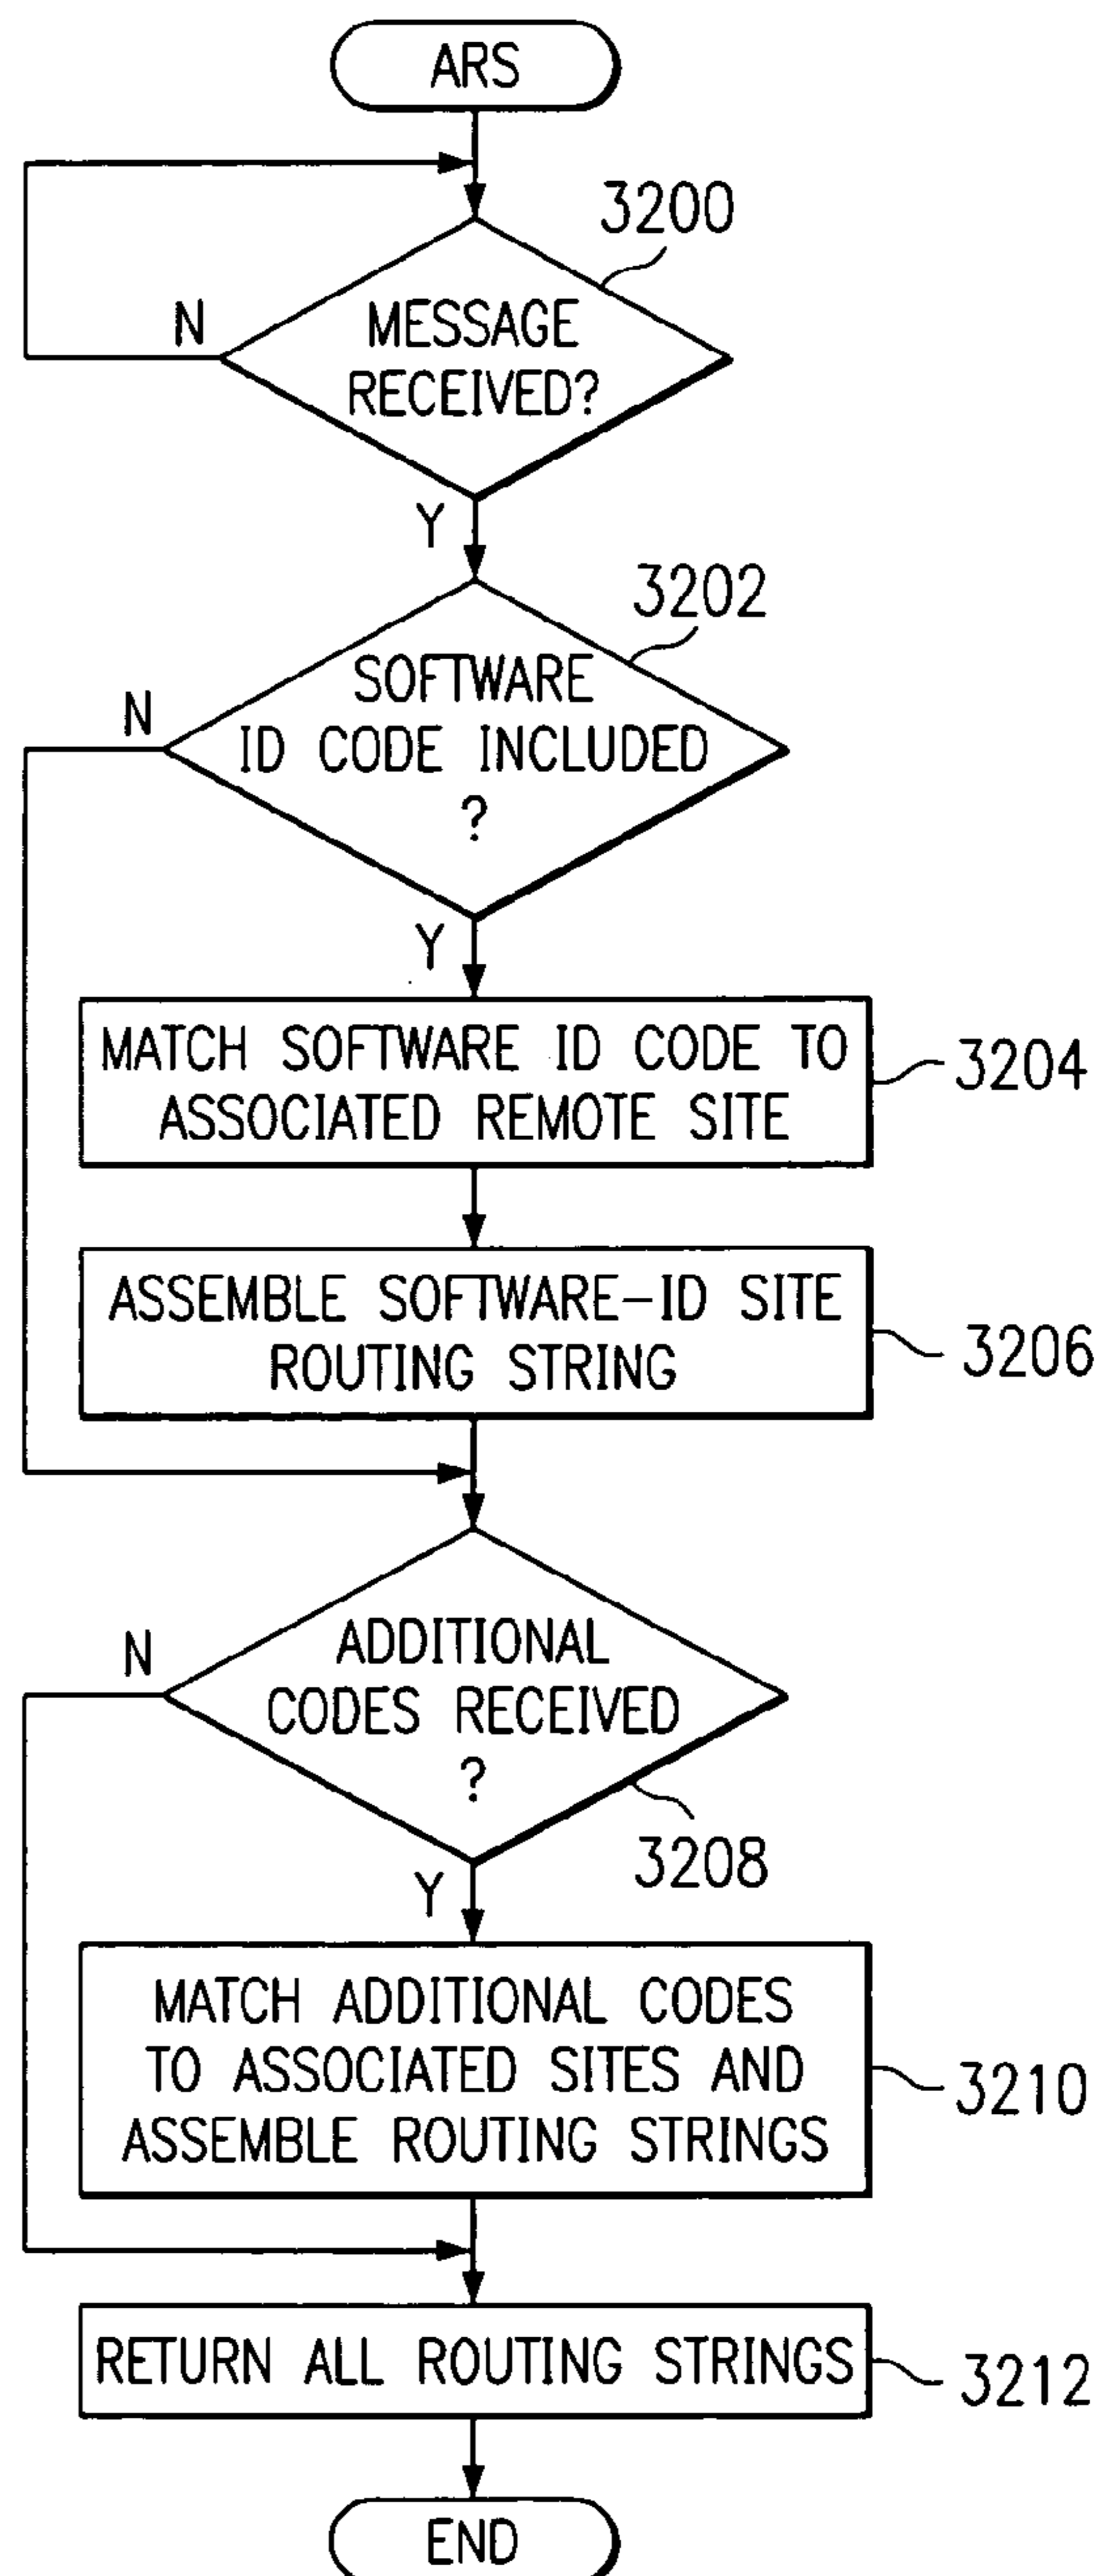 ARS
3200
MESSAGE
RECEIVED?
N
Y
3202
SOFTWARE
ID CODE INCLUDED
?
N
Y
MATCH SOFTWARE ID CODE TO
ASSOCIATED REMOTE SITE
3204
ASSEMBLE SOFTWARE-ID SITE
ROUTING STRING
3206
ADDITIONAL
CODES RECEIVED
?
N
3208
Y
MATCH ADDITIONAL CODES
TO ASSOCIATED SITES AND
ASSEMBLE ROUTING STRINGS
3210
RETURN ALL ROUTING STRINGS
3212
END